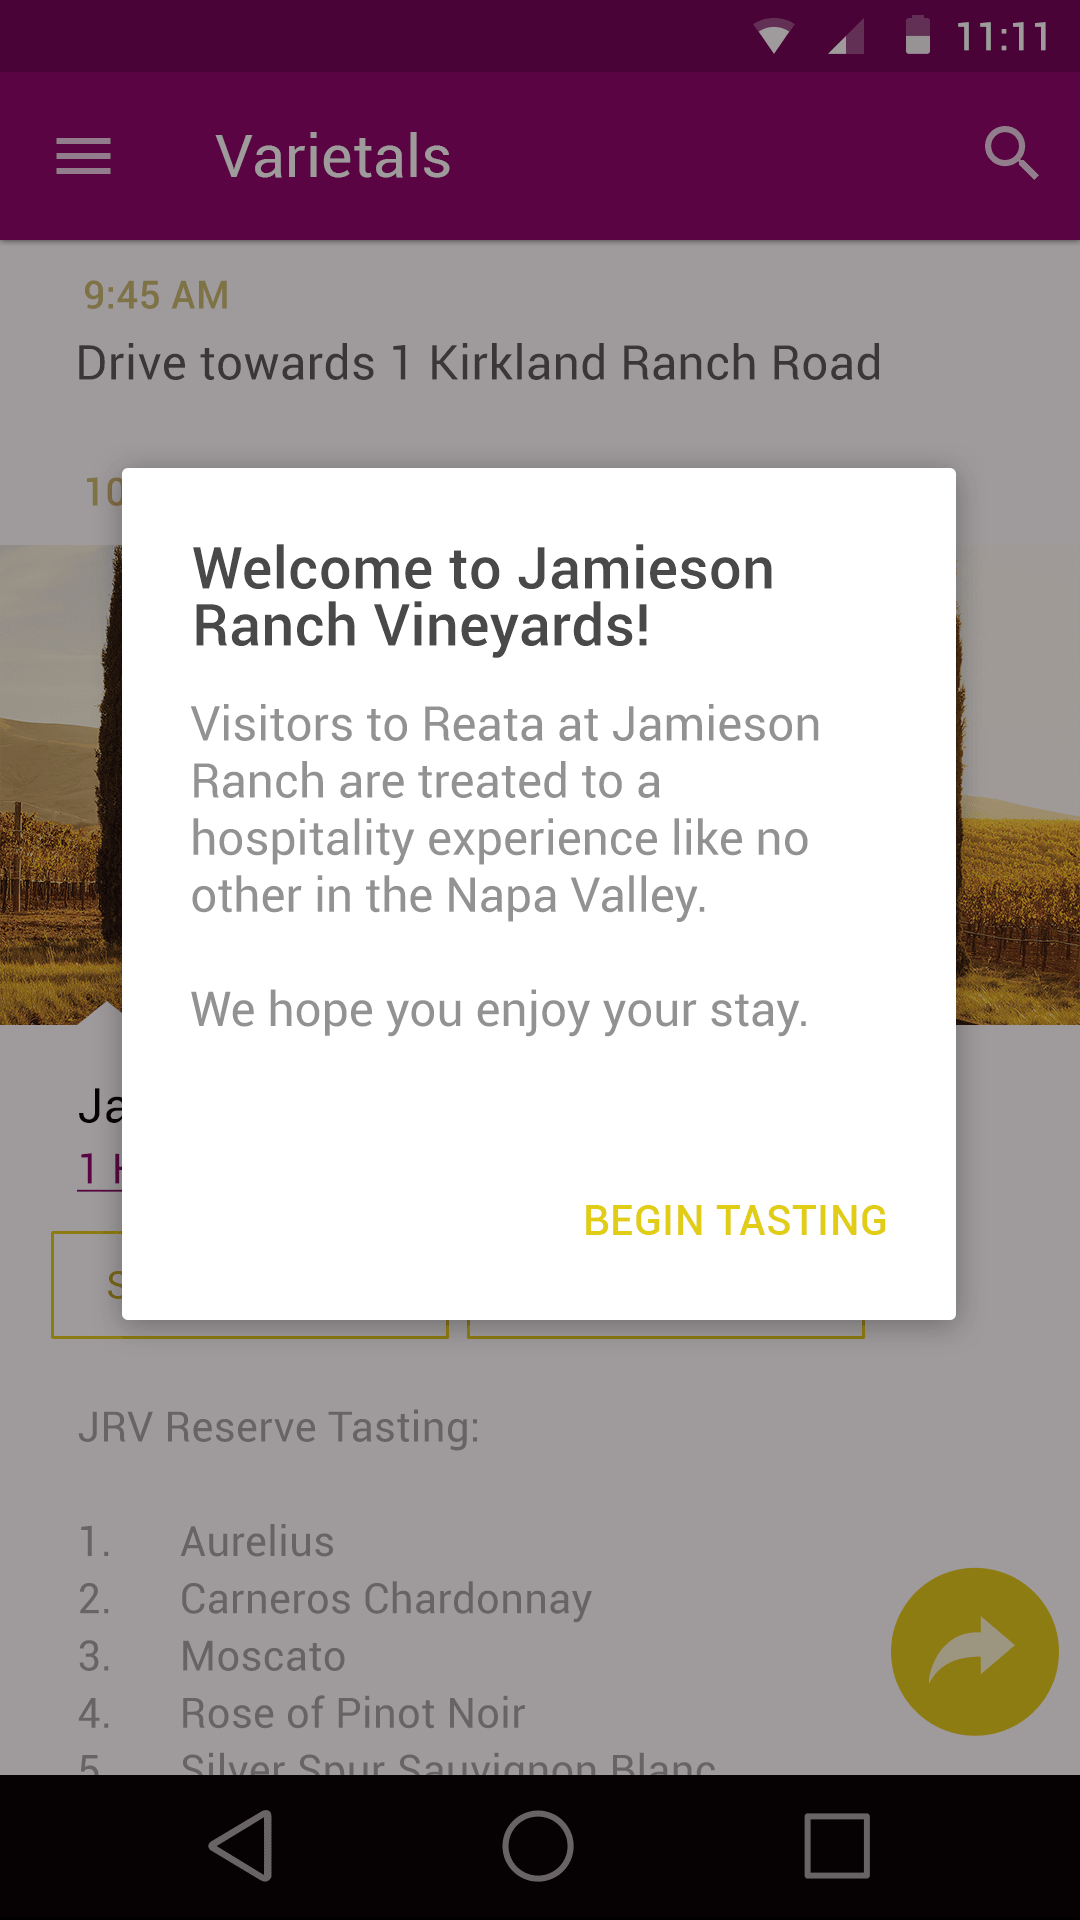 11:11
Varietals
9:45 AM
Drive towards 1 Kirkland Ranch Road
10
Welcome to Jamieson
Ranch Vineyards!
Visitors to Reata at Jamieson
Ranch are treated to a
hospitality experience like no
other in the Napa Valley.
We hope you enjoy your stay.
BEGIN TASTING
Ja
1
S
JRV Reserve Tasting:
1. Aurelius
2. Carneros Chardonnay
3. Moscato
4. Rose of Pinot Noir
5. Silver Spur Sauvignon Blanc